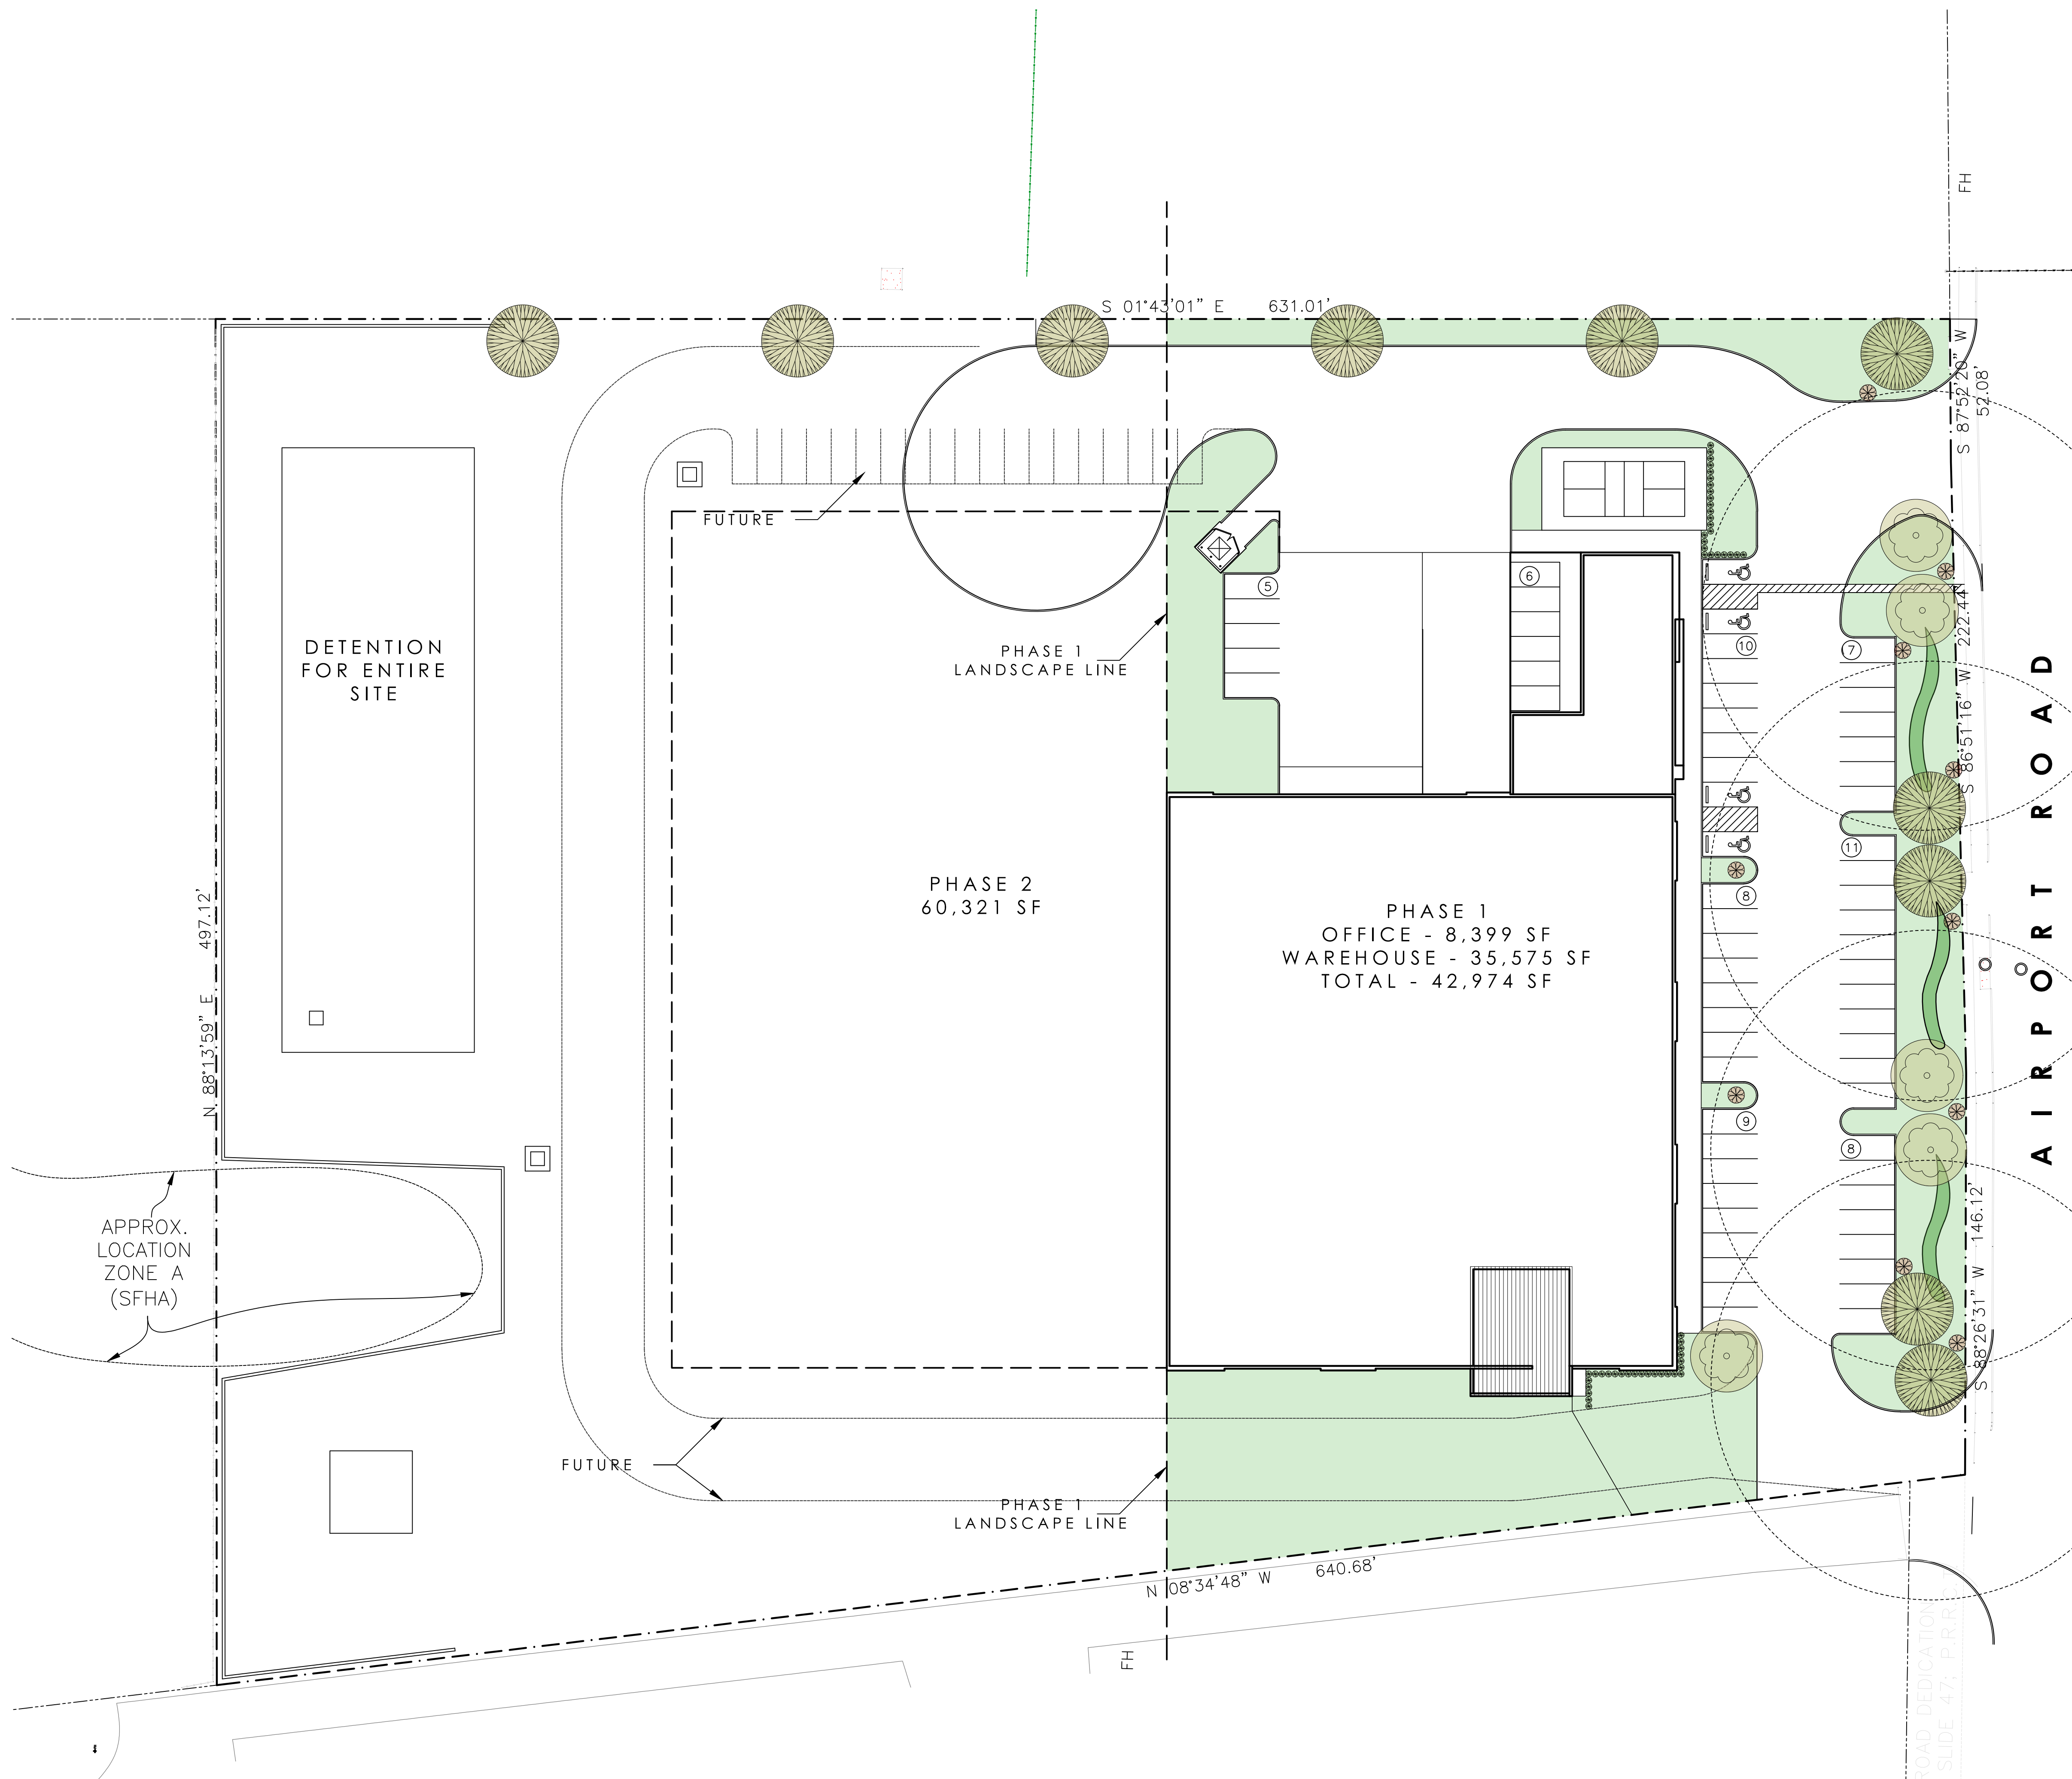 FH
S 01°43'01" E 631.01'
S 87°52'20" W
52.08'
FUTURE
5
6
DETENTION
FOR ENTIRE
SITE
PHASE 1
LANDSCAPE LINE
10
7
S 86°51'16" W 222.44'
AIRPORT ROAD
11
PHASE 2
60,321 SF
8
PHASE 1
OFFICE - 8,399 SF
WAREHOUSE - 35,575 SF
TOTAL - 42,974 SF
N 88°13'59" E 497.12'
9
8
APPROX.
LOCATION
ZONE A
(SFHA)
S 88°26'31" W 146.12'
FUTURE
PHASE 1
LANDSCAPE LINE
N 08°34'48" W 640.68'
FH
ROAD DEDICATION
SLIDE 47; P.R.R.